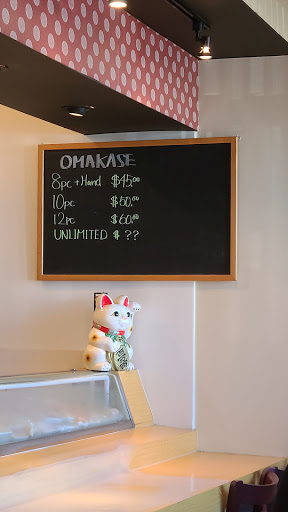 OMAKASE
8pc + Hand $45.00
10pc $50.00
12pc $60.00
UNLIMITED $ ??